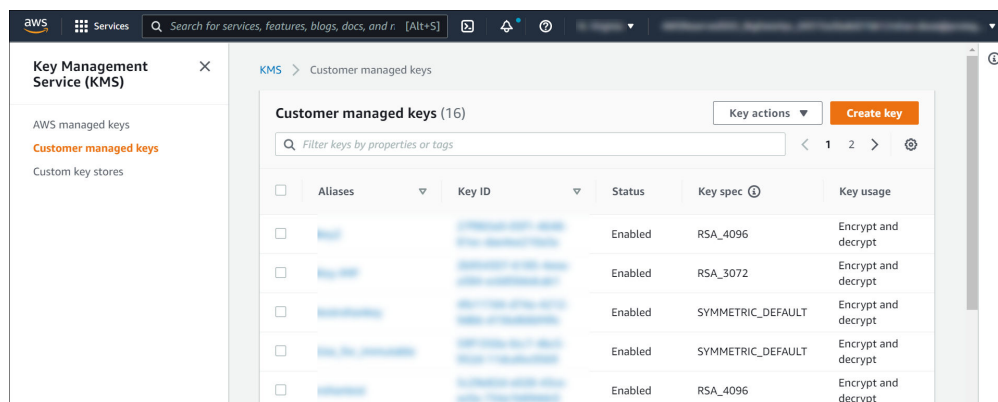 aws
Services
Search for services, features, blogs, docs, and r [Alt+S]
Key Management
Service (KMS)
AWS managed keys
Customer managed keys
Custom key stores
KMS > Customer managed keys
Customer managed keys (16)
Key actions
Create key
Filter keys by properties or tags
1 2
Aliases Key ID Status Key spec Key usage
Enabled RSA_4096 Encrypt and
decrypt
Enabled RSA_3072 Encrypt and
decrypt
Enabled SYMMETRIC_DEFAULT Encrypt and
decrypt
Enabled SYMMETRIC_DEFAULT Encrypt and
decrypt
Enabled RSA_4096 Encrypt and
decrypt